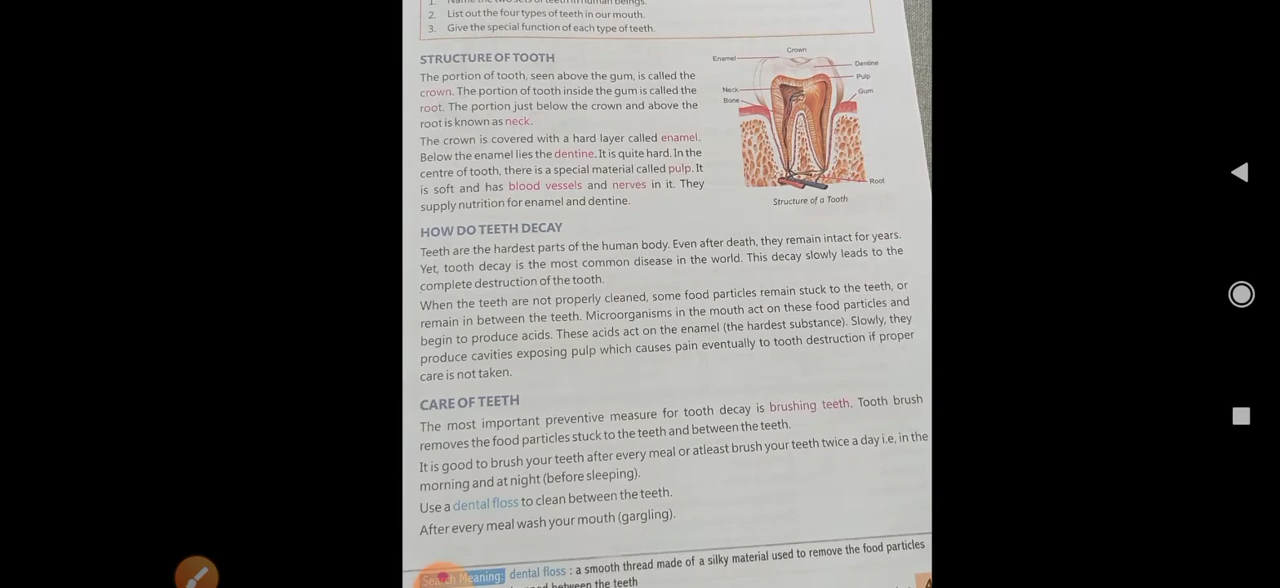 1. Name the two sets of teeth in human beings.
2. List out the four types of teeth in our mouth.
3. Give the special function of each type of teeth.
STRUCTURE OF TOOTH
The portion of tooth, seen above the gum, is called the
crown. The portion of tooth inside the gum is called the
root. The portion just below the crown and above the
root is known as neck.
The crown is covered with a hard layer called enamel.
Below the enamel lies the dentine. It is quite hard. In the
centre of tooth, there is a special material called pulp. It
is soft and has blood vessels and nerves in it. They
supply nutrition for enamel and dentine.
Crown
Enamel
Dentine
Pulp
Neck
Gum
Bone
Root
Structure of a Tooth
HOW DO TEETH DECAY
Teeth are the hardest parts of the human body. Even after death, they remain intact for years.
Yet, tooth decay is the most common disease in the world. This decay slowly leads to the
complete destruction of the tooth.
When the teeth are not properly cleaned, some food particles remain stuck to the teeth, or
remain in between the teeth. Microorganisms in the mouth act on these food particles and
begin to produce acids. These acids act on the enamel (the hardest substance). Slowly, they
produce cavities exposing pulp which causes pain eventually to tooth destruction if proper
care is not taken.
CARE OF TEETH
The most important preventive measure for tooth decay is brushing teeth. Tooth brush
removes the food particles stuck to the teeth and between the teeth.
It is good to brush your teeth after every meal or atleast brush your teeth twice a day i.e, in the
morning and at night (before sleeping).
Use a dental floss to clean between the teeth.
After every meal wash your mouth (gargling).
Search Meaning: dental floss : a smooth thread made of a silky material used to remove the food particles
between the teeth